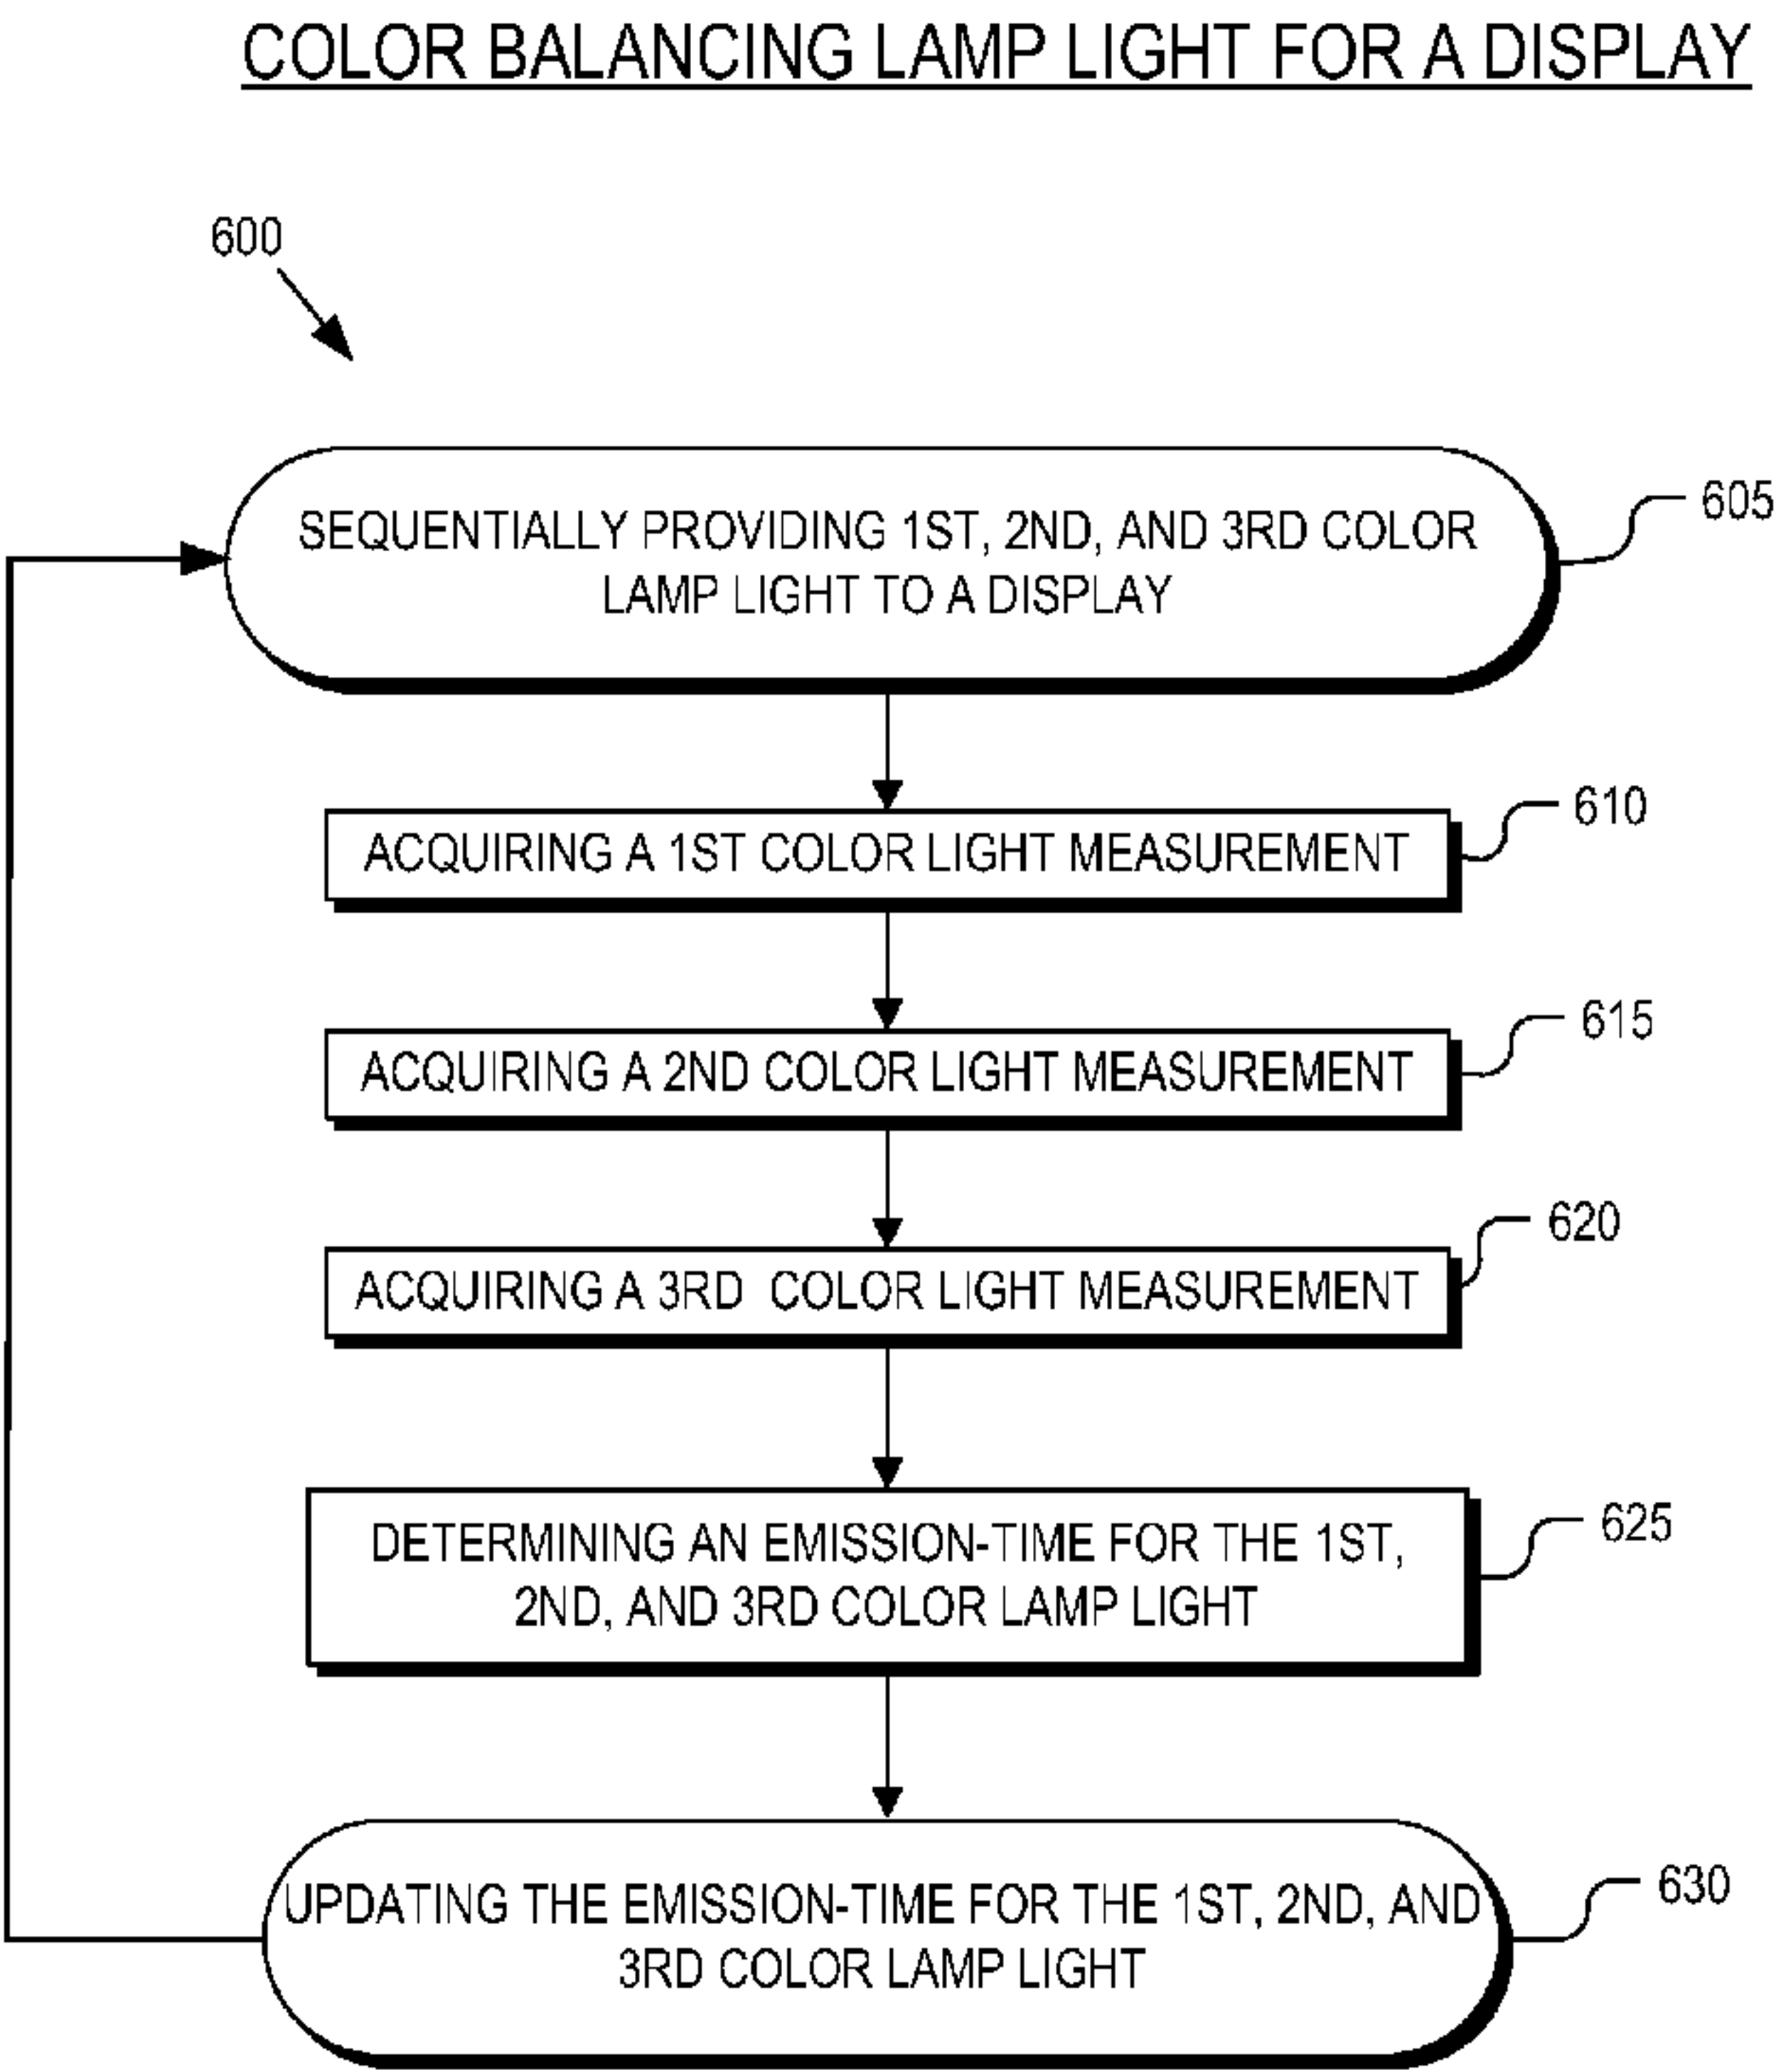 COLOR BALANCING LAMP LIGHT FOR A DISPLAY
600
SEQUENTIALLY PROVIDING 1ST, 2ND, AND 3RD COLOR
LAMP LIGHT TO A DISPLAY
605
ACQUIRING A 1ST COLOR LIGHT MEASUREMENT
610
ACQUIRING A 2ND COLOR LIGHT MEASUREMENT
615
ACQUIRING A 3RD COLOR LIGHT MEASUREMENT
620
DETERMINING AN EMISSION-TIME FOR THE 1ST,
2ND, AND 3RD COLOR LAMP LIGHT
625
UPDATING THE EMISSION-TIME FOR THE 1ST, 2ND, AND
3RD COLOR LAMP LIGHT
630